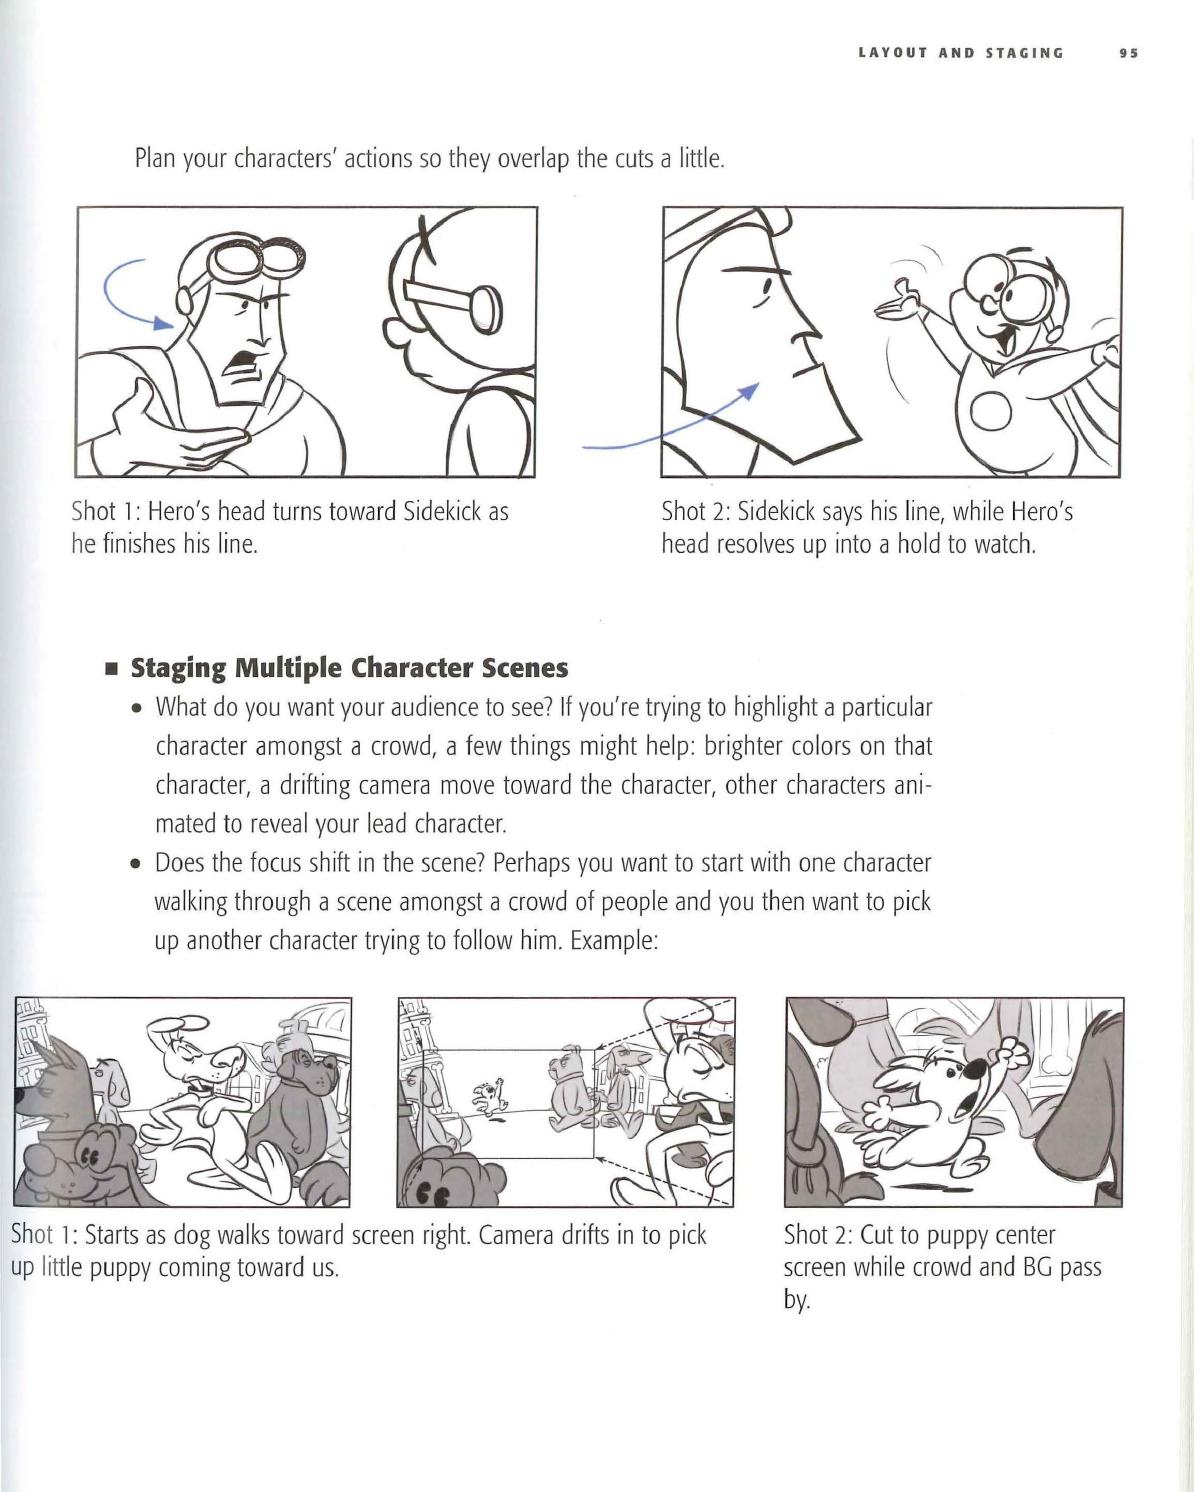 LAYOUT AND STAGING 95
Plan your characters' actions so they overlap the cuts a little.
Shot 1: Hero's head turns toward Sidekick as
he finishes his line.
Shot 2: Sidekick says his line, while Hero's
head resolves up into a hold to watch.
■ Staging Multiple Character Scenes
• What do you want your audience to see? If you're trying to highlight a particular
character amongst a crowd, a few things might help: brighter colors on that
character, a drifting camera move toward the character, other characters ani-
mated to reveal your lead character.
• Does the focus shift in the scene? Perhaps you want to start with one character
walking through a scene amongst a crowd of people and you then want to pick
up another character trying to follow him. Example:
Shot 1: Starts as dog walks toward screen right. Camera drifts in to pick
up little puppy coming toward us.
Shot 2: Cut to puppy center
screen while crowd and BG pass
by.